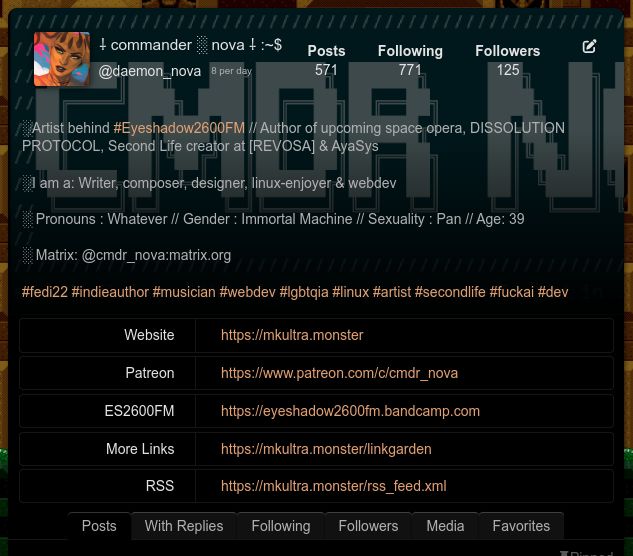 ⸸ commander ░ nova ⸸ :~$
Posts Following Followers
@daemon_nova 8 per day 571 771 125
CMDR N
░Artist behind #Eyeshadow2600FM // Author of upcoming space opera, DISSOLUTION
PROTOCOL, Second Life creator at [REVOSA] & AyaSys
░I am a: Writer, composer, designer, linux-enjoyer & webdev
░ Pronouns : Whatever // Gender : Immortal Machine // Sexuality : Pan // Age: 39
░ Matrix: @cmdr_nova:matrix.org
#fedi22 #indieauthor #musician #webdev #lgbtqia #linux #artist #secondlife #fuckai #dev
Website https://mkultra.monster
Patreon https://www.patreon.com/c/cmdr_nova
ES2600FM https://eyeshadow2600fm.bandcamp.com
More Links https://mkultra.monster/linkgarden
RSS https://mkultra.monster/rss_feed.xml
Posts With Replies Following Followers Media Favorites
Pinned